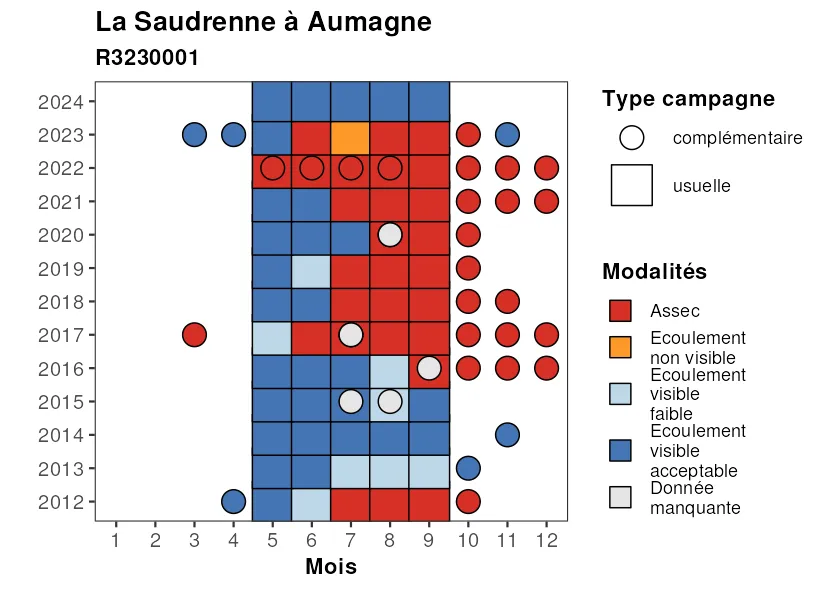 La Saudrenne à Aumagne
R3230001
2024
2023
2022
2021
2020
2019
2018
2017
2016
2015
2014
2013
2012
1 2 3 4 5 6 7 8 9 10 11 12
Mois
Type campagne
complémentaire
usuelle
Modalités
Assec
Ecoulement
non visible
Ecoulement
visible
faible
Ecoulement
visible
acceptable
Donnée
manquante